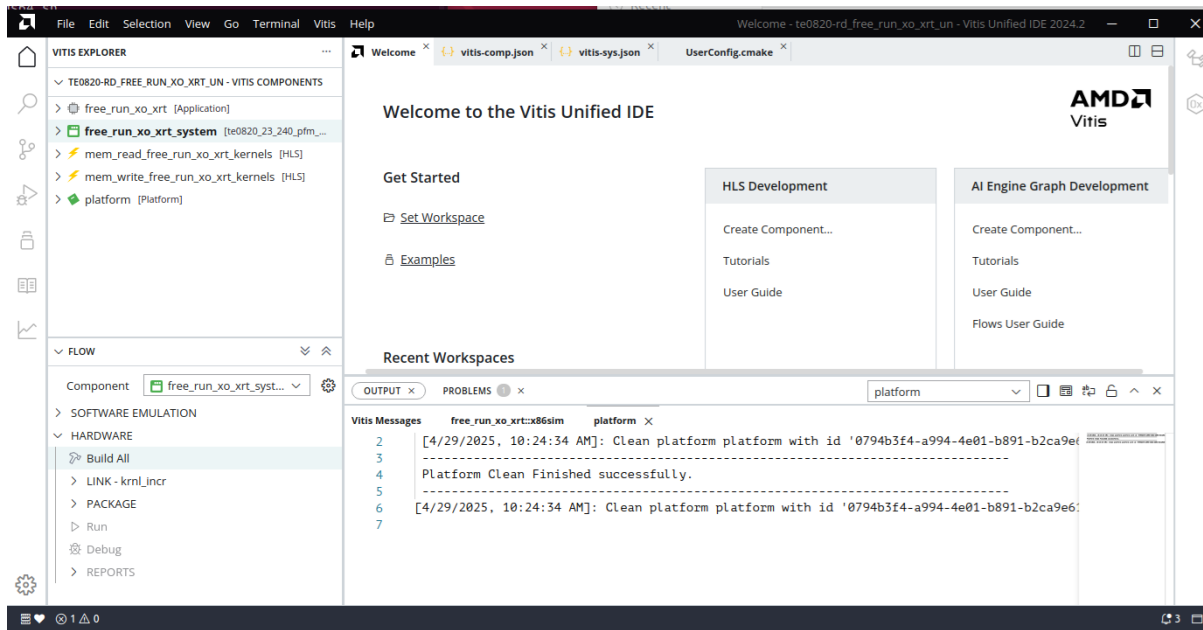 File Edit Selection View Go Terminal Vitis Help
Welcome - te0820-rd_free_run_xo_xrt_un - Vitis Unified IDE 2024.2
VITIS EXPLORER ...
TE0820-RD_FREE_RUN_XO_XRT_UN - VITIS COMPONENTS
free_run_xo_xrt [Application]
free_run_xo_xrt_system [te0820_23_240_pfm_...
mem_read_free_run_xo_xrt_kernels [HLS]
mem_write_free_run_xo_xrt_kernels [HLS]
platform [Platform]
FLOW
Component free_run_xo_xrt_syst...
SOFTWARE EMULATION
HARDWARE
Build All
LINK - krnl_incr
PACKAGE
Run
Debug
REPORTS
Welcome × {..} vitis-comp.json × {..} vitis-sys.json × UserConfig.cmake ×
Welcome to the Vitis Unified IDE
AMD
Vitis
Get Started
Set Workspace
Examples
Recent Workspaces
HLS Development
Create Component...
Tutorials
User Guide
AI Engine Graph Development
Create Component...
Tutorials
User Guide
Flows User Guide
OUTPUT × PROBLEMS 1 × platform
Vitis Messages free_run_xo_xrt::x86sim platform ×
2 [4/29/2025, 10:24:34 AM]: Clean platform platform with id '0794b3f4-a994-4e01-b891-b2ca9e
3 -------------------------------------------------------------------------------
4 Platform Clean Finished successfully.
5 -------------------------------------------------------------------------------
6 [4/29/2025, 10:24:34 AM]: Clean platform platform with id '0794b3f4-a994-4e01-b891-b2ca9e6
7
1 0
3
0x